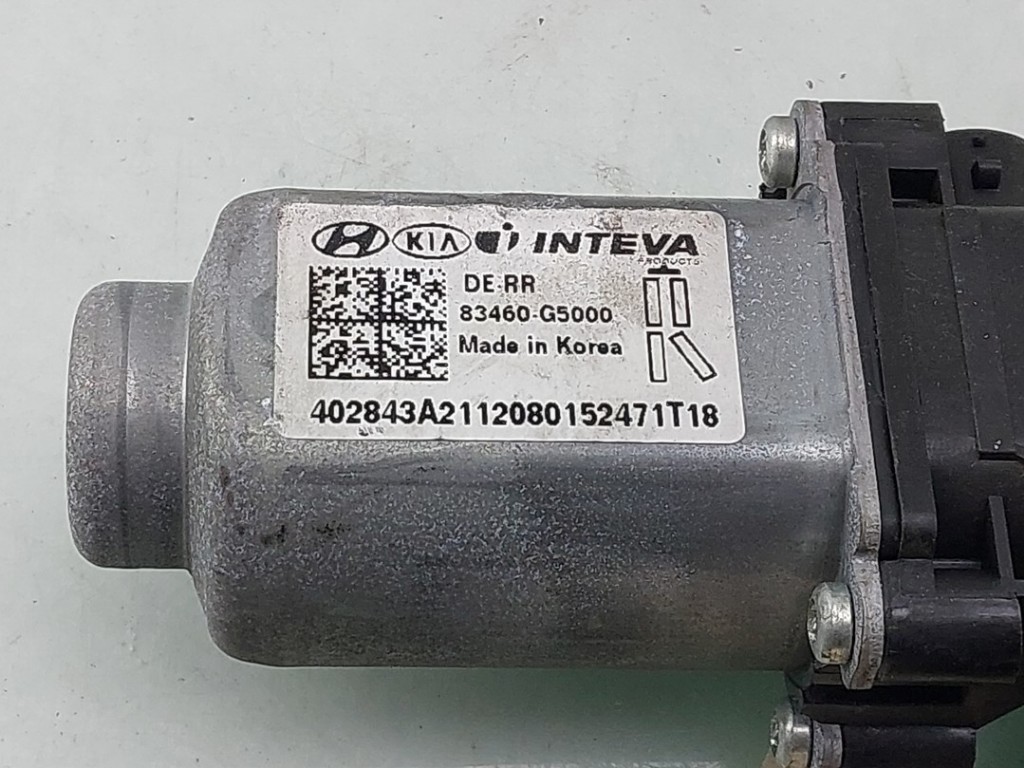 KIA INTEVA
PRODUCTS
DE-RR
83460-G5000
Made in Korea
402843A2112080152471T18